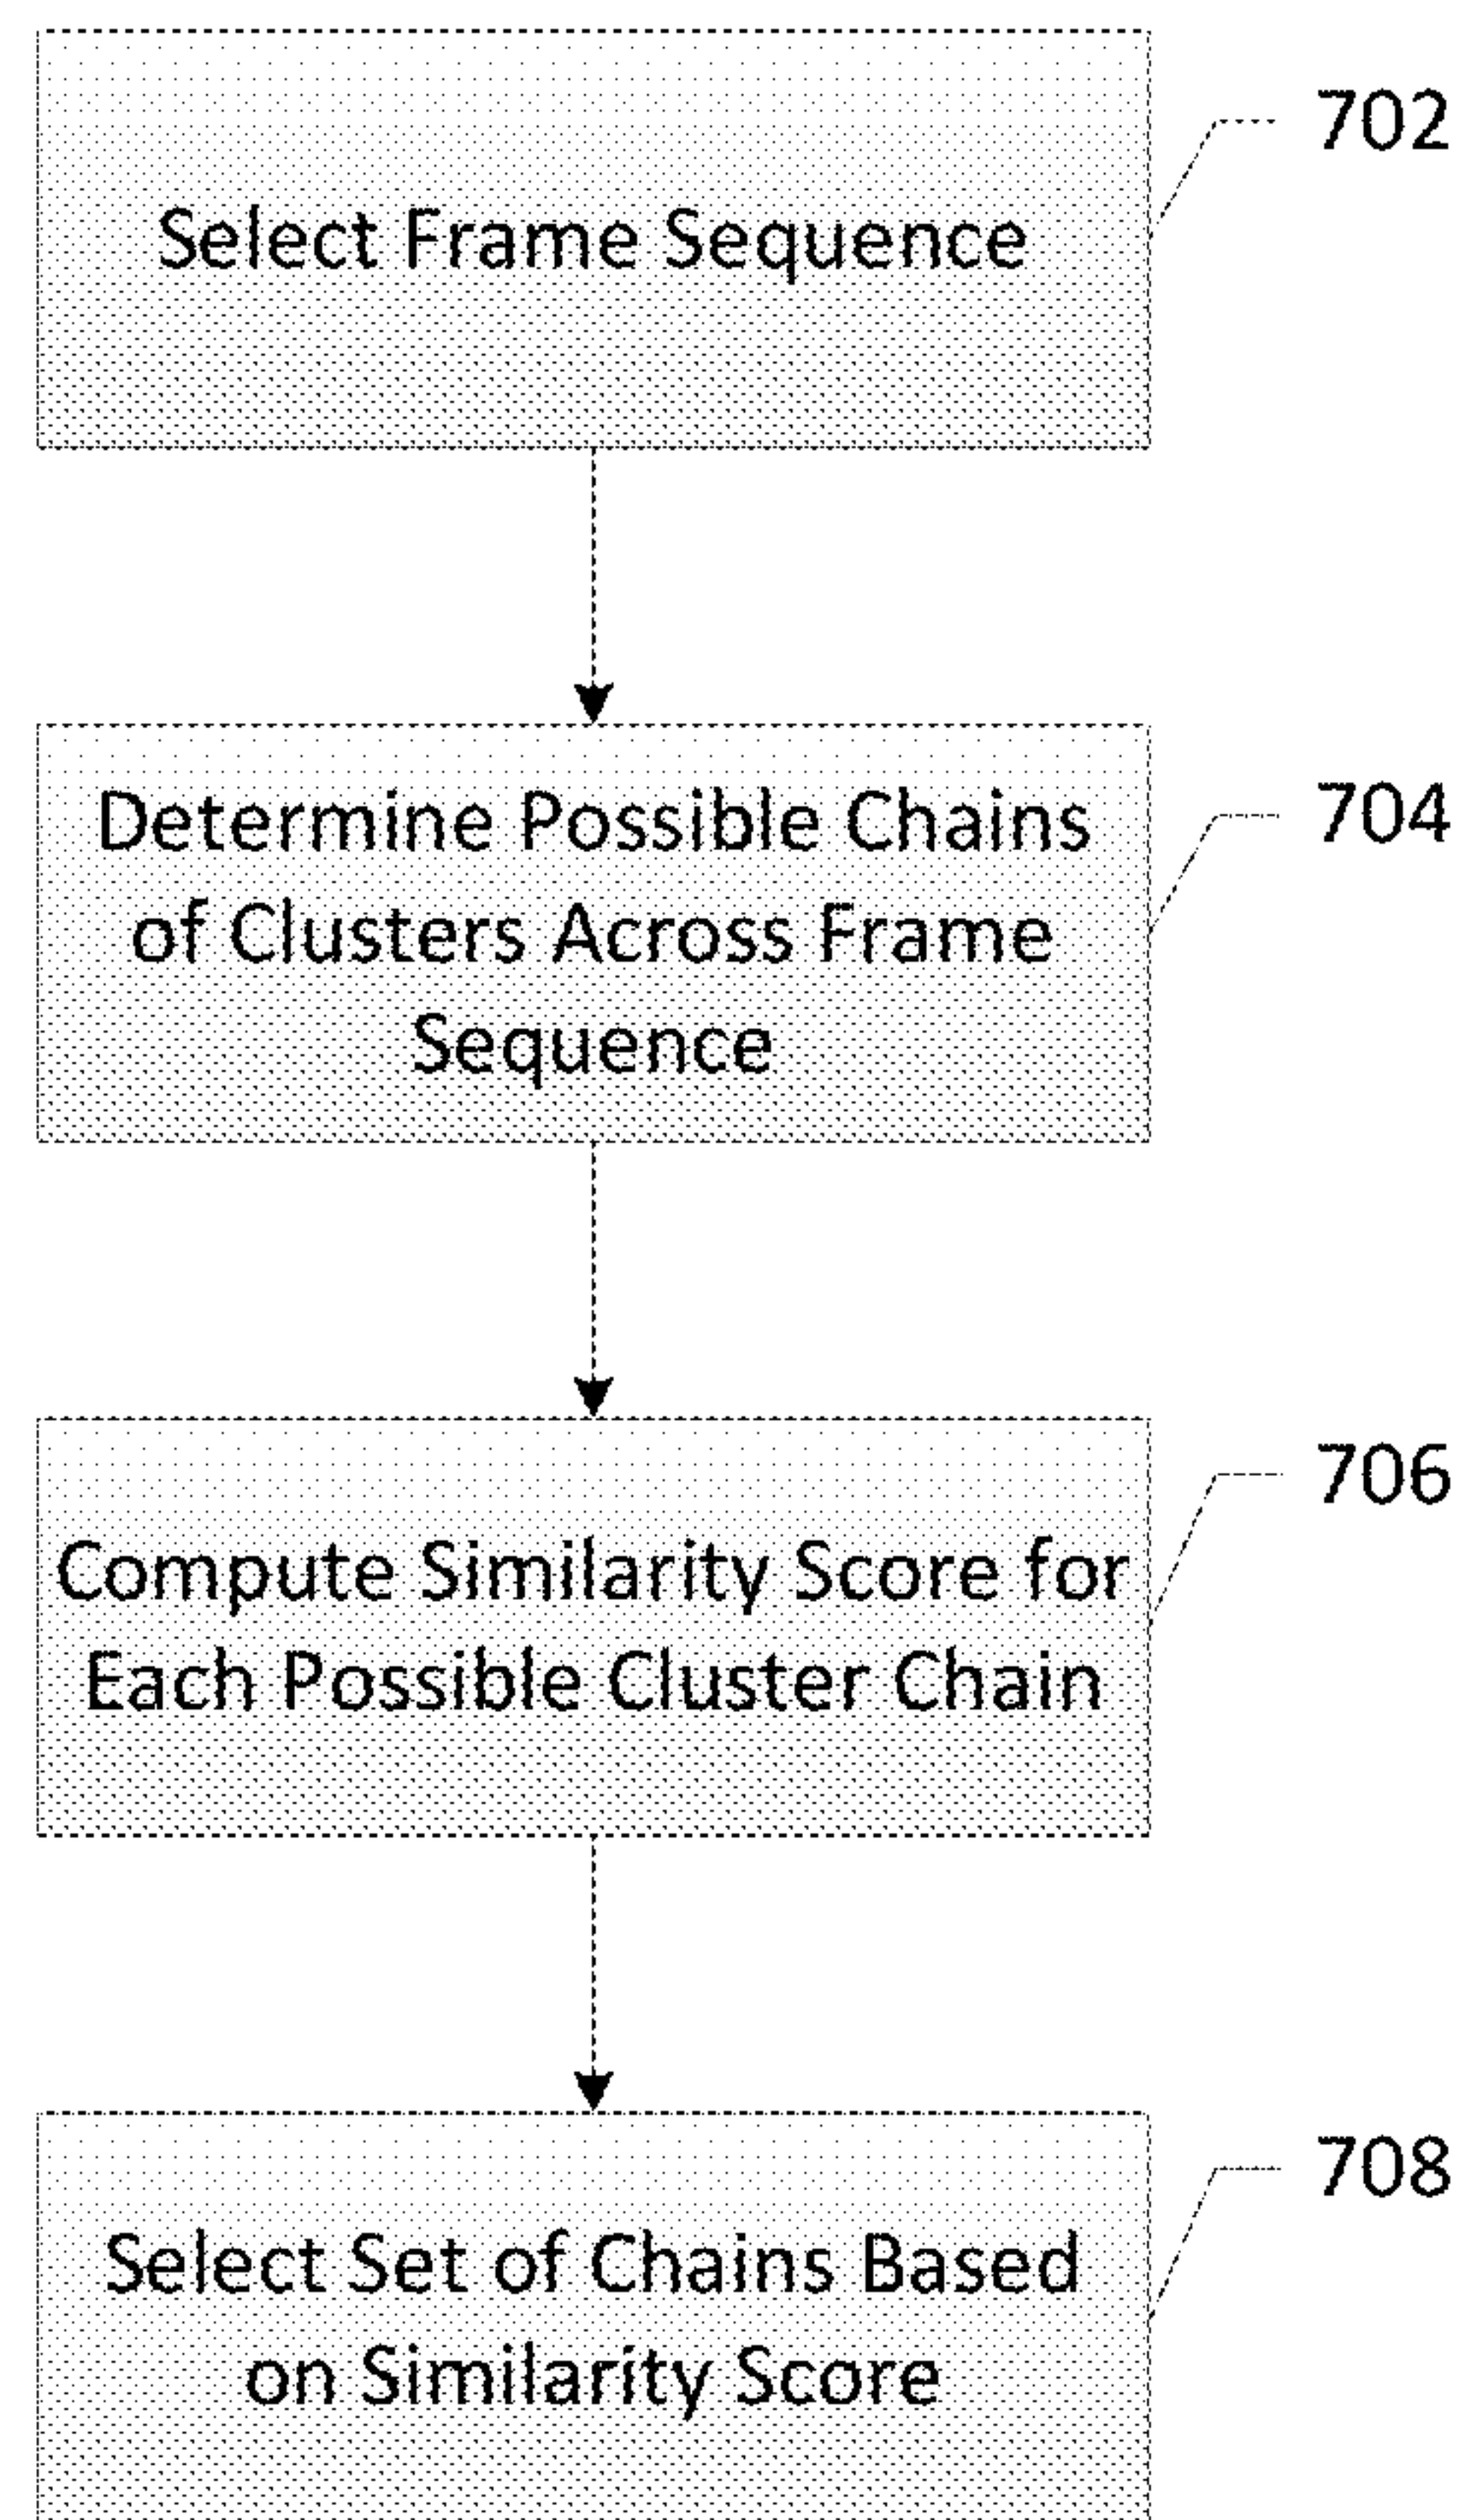 702
Select Frame Sequence
704
Determine Possible Chains
of Clusters Across Frame
Sequence
706
Compute Similarity Score for
Each Possible Cluster Chain
708
Select Set of Chains Based
on Similarity Score